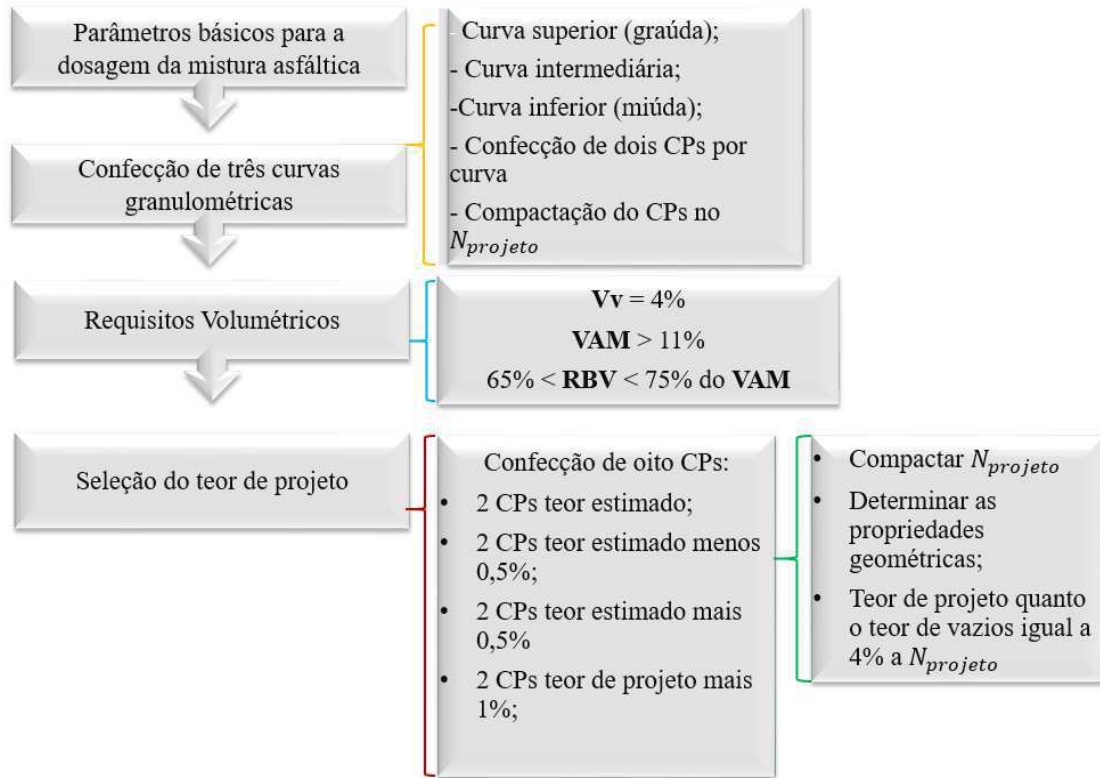 Parâmetros básicos para a
dosagem da mistura asfáltica
- Curva superior (graúda);
- Curva intermediária;
-Curva inferior (miúda);
- Confecção de dois CPs por
curva
- Compactação do CPs no
N_projeto
Confecção de três curvas
granulométricas
Requisitos Volumétricos
Vv = 4%
VAM > 11%
65% < RBV < 75% do VAM
Seleção do teor de projeto
Confecção de oito CPs:
• 2 CPs teor estimado;
• 2 CPs teor estimado menos
0,5%;
• 2 CPs teor estimado mais
0,5%
• 2 CPs teor de projeto mais
1%;
• Compactar N_projeto
• Determinar as
propriedades
geométricas;
• Teor de projeto quanto
o teor de vazios igual a
4% a N_projeto